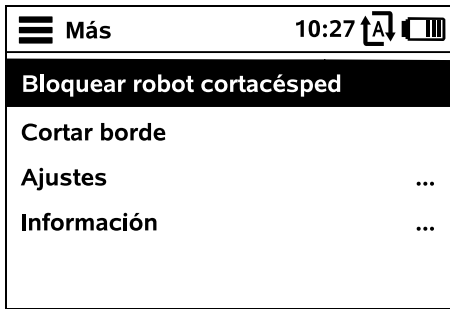 Más 10:27 A
Bloquear robot cortacésped
Cortar borde
Ajustes ...
Información ...